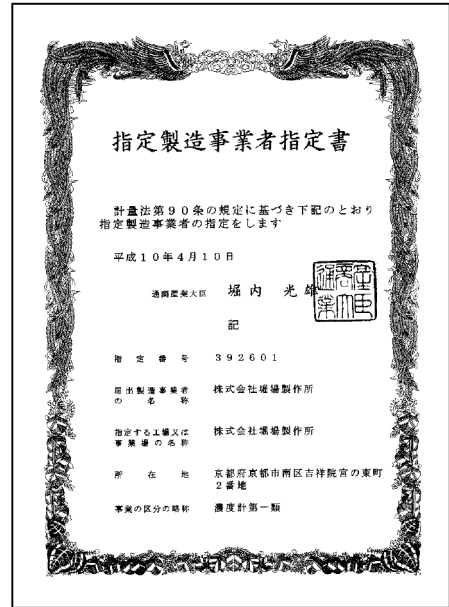 指定製造事業者指定書
計量法第90条の規定に基づき下記のとおり
指定製造事業者の指定をします
平成10年4月10日
通商産業大臣 堀内 光雄
記
指定番号 392601
届出製造事業者 株式会社堀場製作所
の名称
指定する工場又は 株式会社堀場製作所
事業場の名称
所在地 京都府京都市南区吉祥院宮の東町
2番地
事業の区分の略称 濃度計第一類